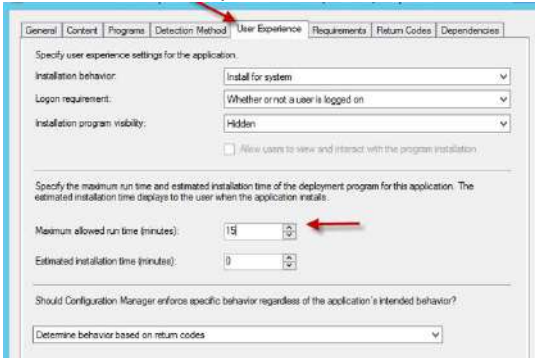 General Content Programs Detection Method User Experience Requirements Return Codes Dependencies
Specify user experience settings for the application.
Installation behavior: Install for system
Logon requirement: Whether or not a user is logged on
Installation program visibility: Hidden
Allow users to view and interact with the program installation
Specify the maximum run time and estimated installation time of the deployment program for this application. The
estimated installation time displays to the user when the application installs.
Maximum allowed run time (minutes): 15
Estimated installation time (minutes): 0
Should Configuration Manager enforce specific behavior regardless of the application's intended behavior?
Determine behavior based on return codes